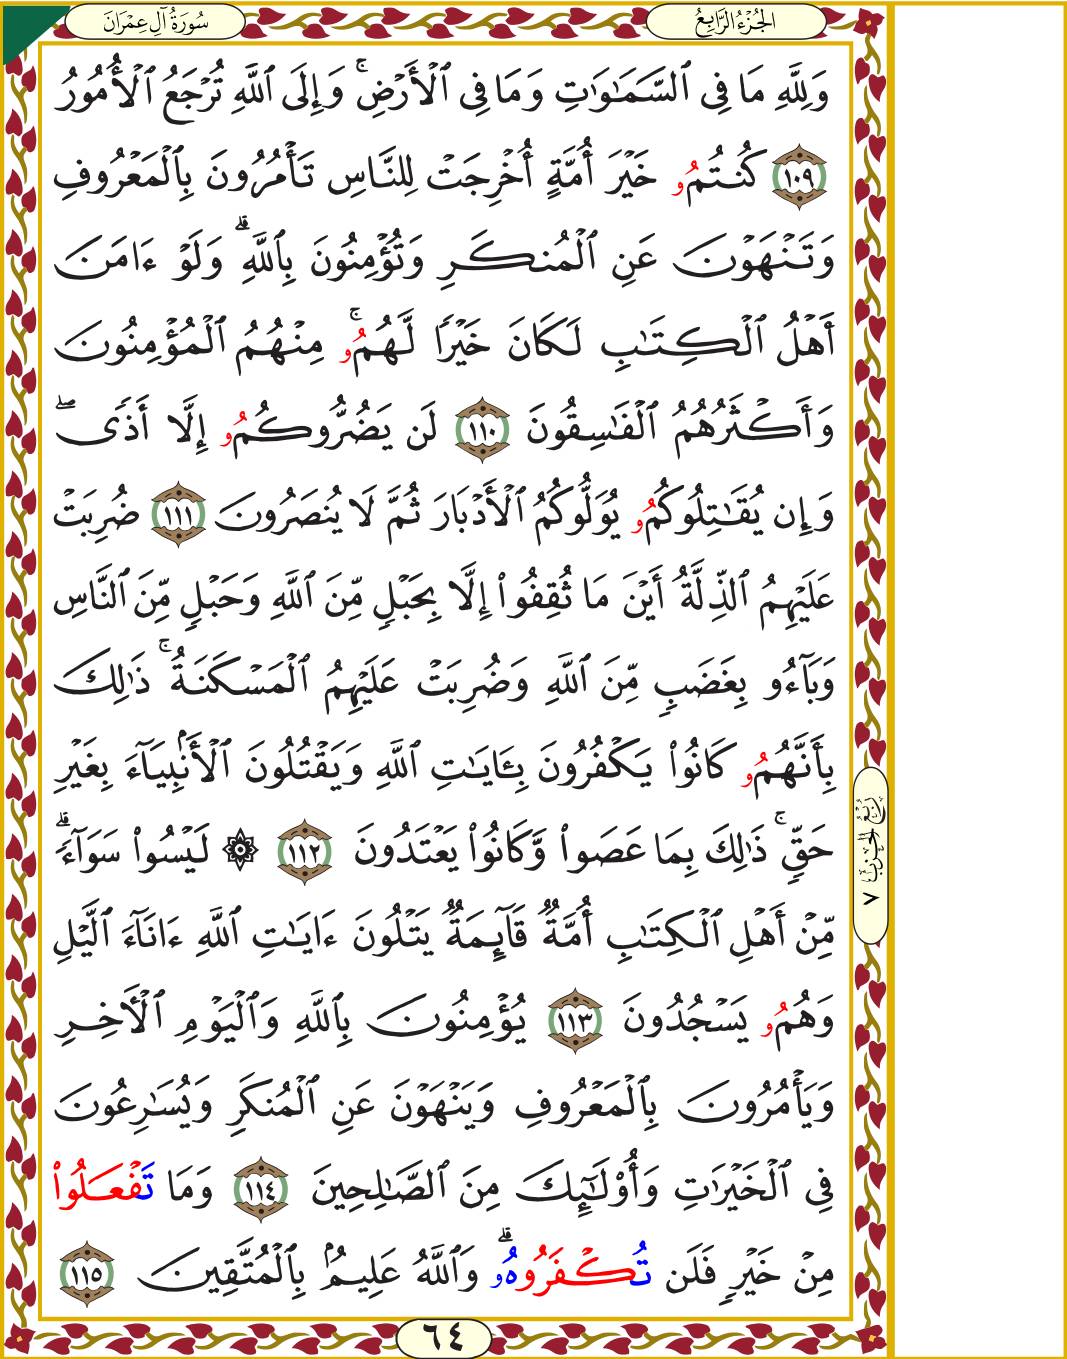 سُورَةُ آلِ عِمْرَانَ
الجُزْءُ الرَّابِعُ
وَلِلَّهِ مَا فِى ٱلسَّمَـٰوَٰتِ وَمَا فِى ٱلْأَرْضِۚ وَإِلَى ٱللَّهِ تُرْجَعُ ٱلْأُمُورُ
١٠٩ كُنتُمُۥ خَيْرَ أُمَّةٍ أُخْرِجَتْ لِلنَّاسِ تَأْمُرُونَ بِٱلْمَعْرُوفِ
وَتَنْهَوْنَ عَنِ ٱلْمُنكَرِ وَتُؤْمِنُونَ بِٱللَّهِۗ وَلَوْ ءَامَنَ
أَهْلُ ٱلْكِتَـٰبِ لَكَانَ خَيْرًا لَّهُمُۥۚ مِنْهُمُ ٱلْمُؤْمِنُونَ
وَأَكْثَرُهُمُ ٱلْفَـٰسِقُونَ ١١٠ لَن يَضُرُّوكُمُۥ إِلَّا أَذًىۖ
وَإِن يُقَـٰتِلُوكُمُۥ يُوَلُّوكُمُ ٱلْأَدْبَارَ ثُمَّ لَا يُنصَرُونَ ١١١ ضُرِبَتْ
عَلَيْهِمُ ٱلذِّلَّةُ أَيْنَ مَا ثُقِفُوا۟ إِلَّا بِحَبْلٍ مِّنَ ٱللَّهِ وَحَبْلٍ مِّنَ ٱلنَّاسِ
وَبَآءُو بِغَضَبٍ مِّنَ ٱللَّهِ وَضُرِبَتْ عَلَيْهِمُ ٱلْمَسْكَنَةُۚ ذَٰلِكَ
بِأَنَّهُمُۥ كَانُوا۟ يَكْفُرُونَ بِـَٔايَـٰتِ ٱللَّهِ وَيَقْتُلُونَ ٱلْأَنۢبِيَآءَ بِغَيْرِ
حَقٍّۚ ذَٰلِكَ بِمَا عَصَوا۟ وَّكَانُوا۟ يَعْتَدُونَ ١١٢ ۞ لَيْسُوا۟ سَوَآءًۗ
مِّنْ أَهْلِ ٱلْكِتَـٰبِ أُمَّةٌ قَآئِمَةٌ يَتْلُونَ ءَايَـٰتِ ٱللَّهِ ءَانَآءَ ٱلَّيْلِ
وَهُمُۥ يَسْجُدُونَ ١١٣ يُؤْمِنُونَ بِٱللَّهِ وَٱلْيَوْمِ ٱلْأَخِرِ
وَيَأْمُرُونَ بِٱلْمَعْرُوفِ وَيَنْهَوْنَ عَنِ ٱلْمُنكَرِ وَيُسَـٰرِعُونَ
فِى ٱلْخَيْرَٰتِ وَأُو۟لَـٰٓئِكَ مِنَ ٱلصَّـٰلِحِينَ ١١٤ وَمَا تَفْعَلُوا۟
مِنْ خَيْرٍ فَلَن تُكْفَرُوهُۥۗ وَٱللَّهُ عَلِيمٌۢ بِٱلْمُتَّقِينَ ١١٥
رُبْعُ الحِزْبِ ٧
٦٤